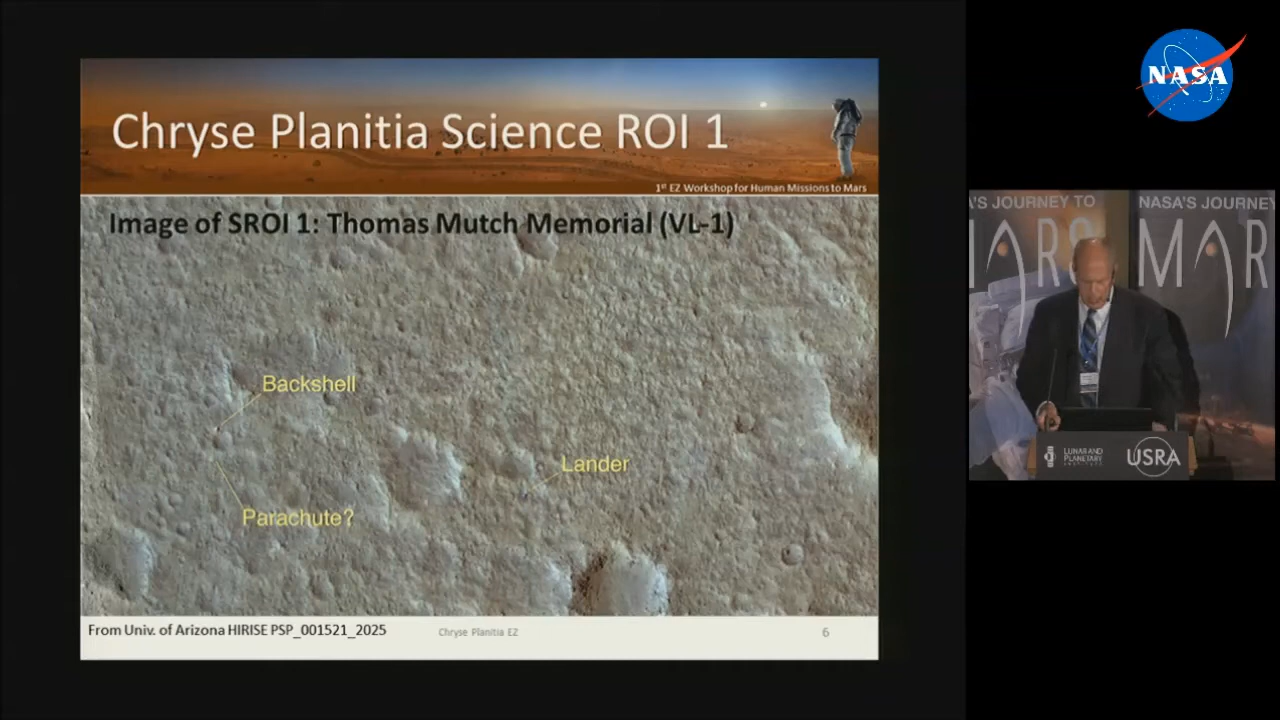 NASA
Chryse Planitia Science ROI 1
1st EZ Workshop for Human Missions to Mars
Image of SROI 1: Thomas Mutch Memorial (VL-1)
Backshell
Lander
Parachute?
From Univ. of Arizona HIRISE PSP_001521_2025
Chryse Planitia EZ
6
'S JOURNEY TO
MARS
NASA'S JOURNEY
MAR
LUNAR AND
PLANETARY
INSTITUTE
USRA